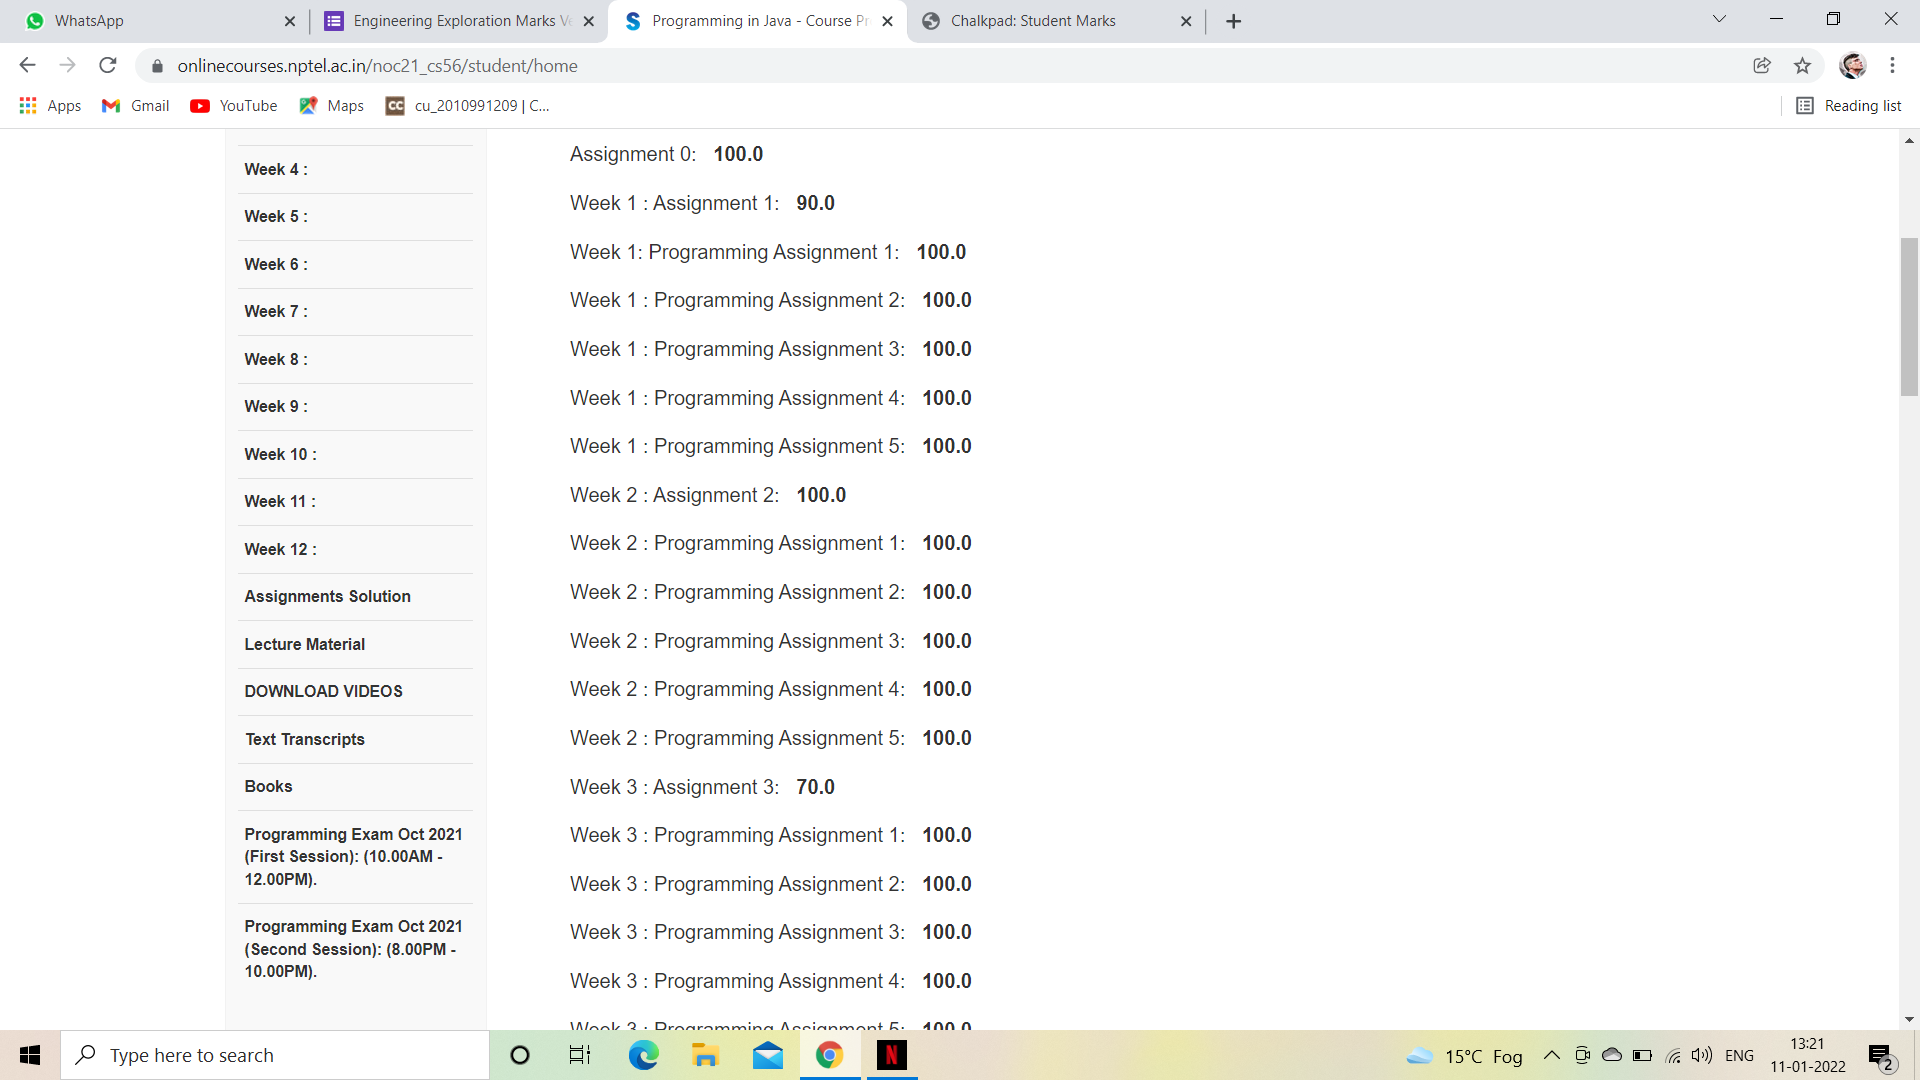 WhatsApp
Engineering Exploration Marks Ve
Programming in Java - Course Pr
Chalkpad: Student Marks
onlinecourses.nptel.ac.in/noc21_cs56/student/home
Apps
Gmail
YouTube
Maps
CC
cu_2010991209 | C...
Reading list
Week 4 :
Week 5 :
Week 6 :
Week 7 :
Week 8 :
Week 9 :
Week 10 :
Week 11 :
Week 12 :
Assignments Solution
Lecture Material
DOWNLOAD VIDEOS
Text Transcripts
Books
Programming Exam Oct 2021
(First Session): (10.00AM -
12.00PM).
Programming Exam Oct 2021
(Second Session): (8.00PM -
10.00PM).
Assignment 0: 100.0
Week 1 : Assignment 1: 90.0
Week 1: Programming Assignment 1: 100.0
Week 1 : Programming Assignment 2: 100.0
Week 1 : Programming Assignment 3: 100.0
Week 1 : Programming Assignment 4: 100.0
Week 1 : Programming Assignment 5: 100.0
Week 2 : Assignment 2: 100.0
Week 2 : Programming Assignment 1: 100.0
Week 2 : Programming Assignment 2: 100.0
Week 2 : Programming Assignment 3: 100.0
Week 2 : Programming Assignment 4: 100.0
Week 2 : Programming Assignment 5: 100.0
Week 3 : Assignment 3: 70.0
Week 3 : Programming Assignment 1: 100.0
Week 3 : Programming Assignment 2: 100.0
Week 3 : Programming Assignment 3: 100.0
Week 3 : Programming Assignment 4: 100.0
Week 3 : Programming Assignment 5: 100.0
Type here to search
N
15°C Fog
ENG
13:21
11-01-2022
2